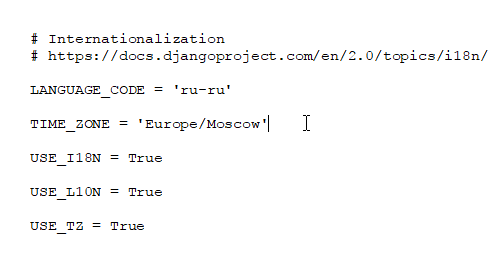 # Internationalization
# https://docs.djangoproject.com/en/2.0/topics/i18n/
LANGUAGE_CODE = 'ru-ru'
TIME_ZONE = 'Europe/Moscow'
USE_I18N = True
USE_L10N = True
USE_TZ = True